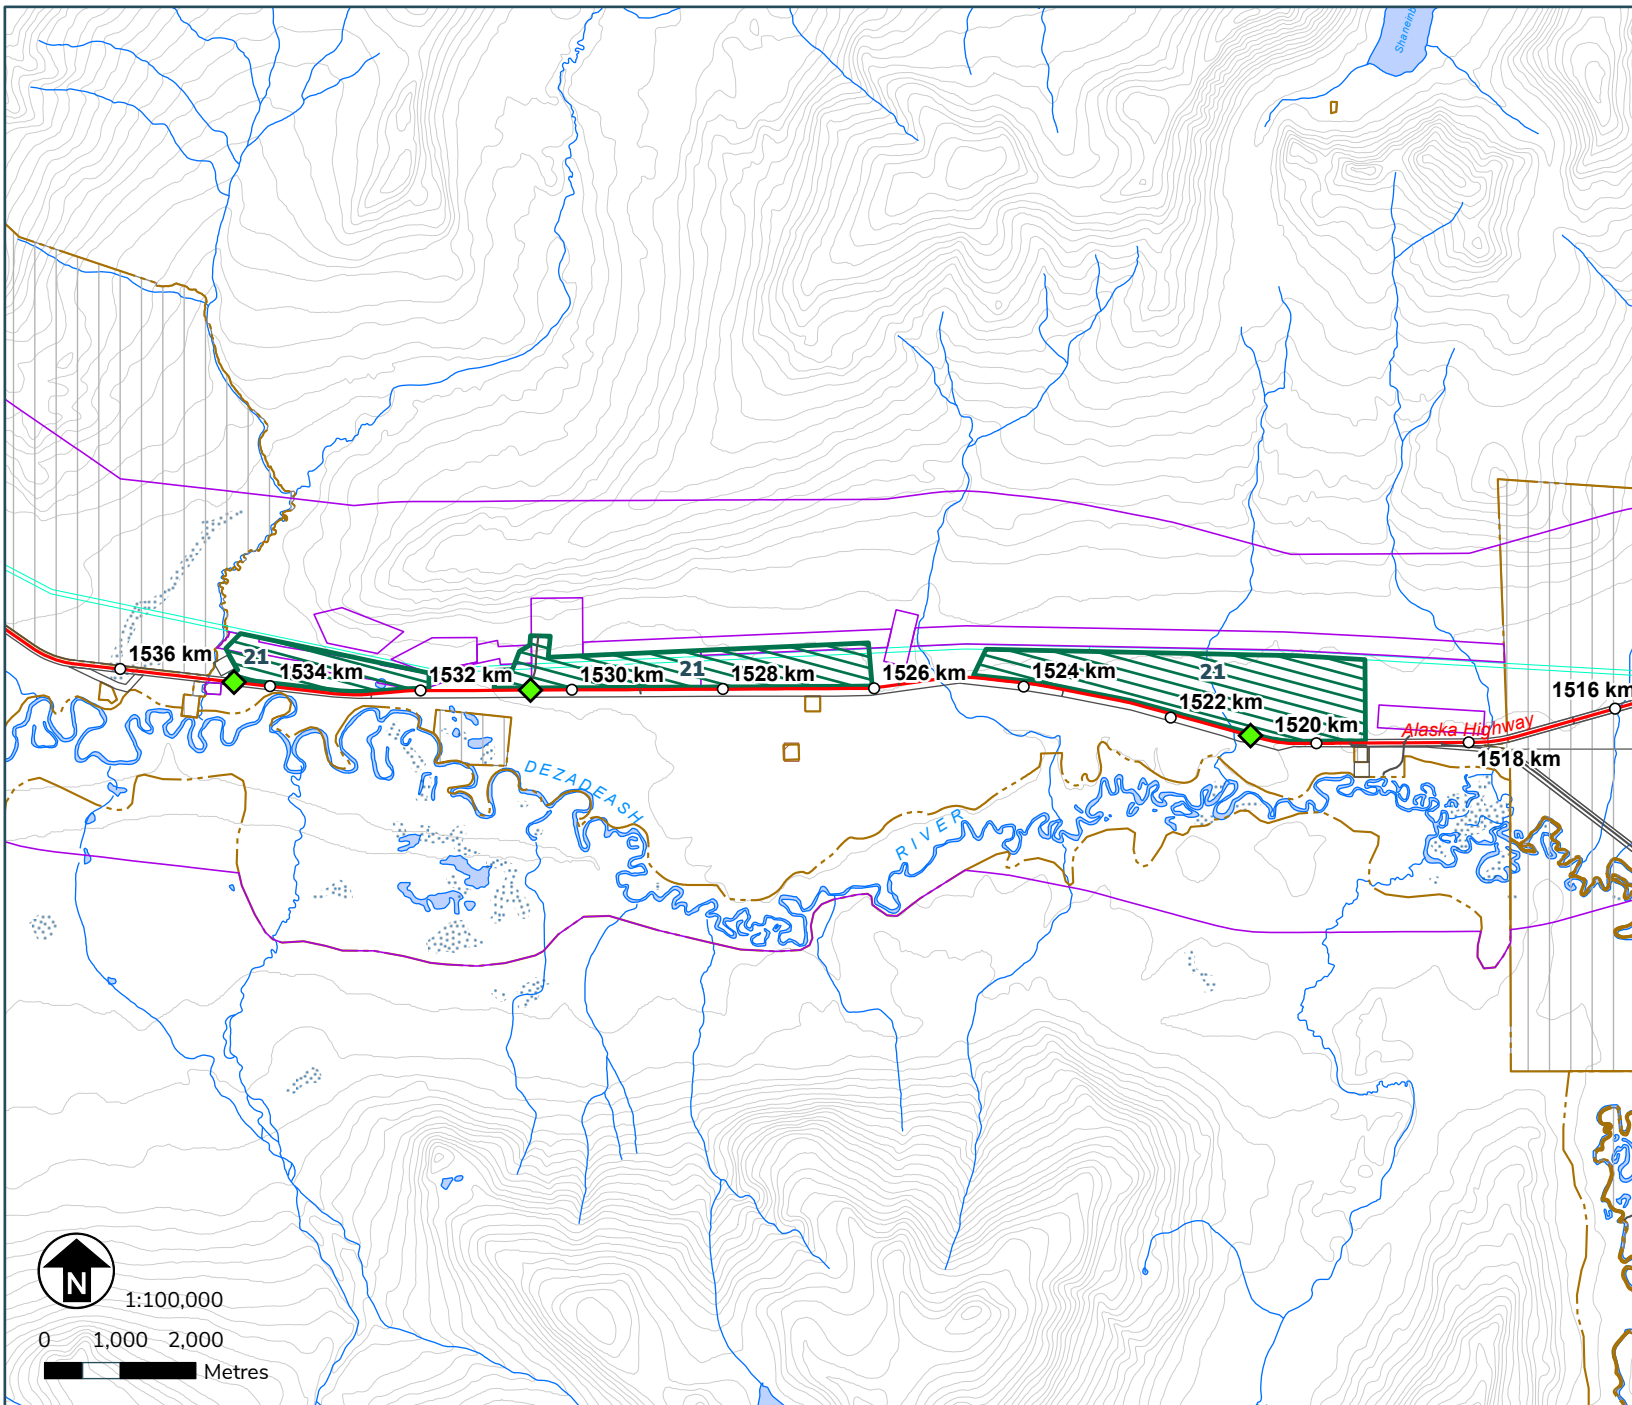 1536 km
21
1534 km
1532 km
1530 km
21
1528 km
1526 km
1524 km
21
1522 km
1520 km
Alaska Highway
1516 km
1518 km
DEZADEASH
RIVER
N
1:100,000
0 1,000 2,000
Metres